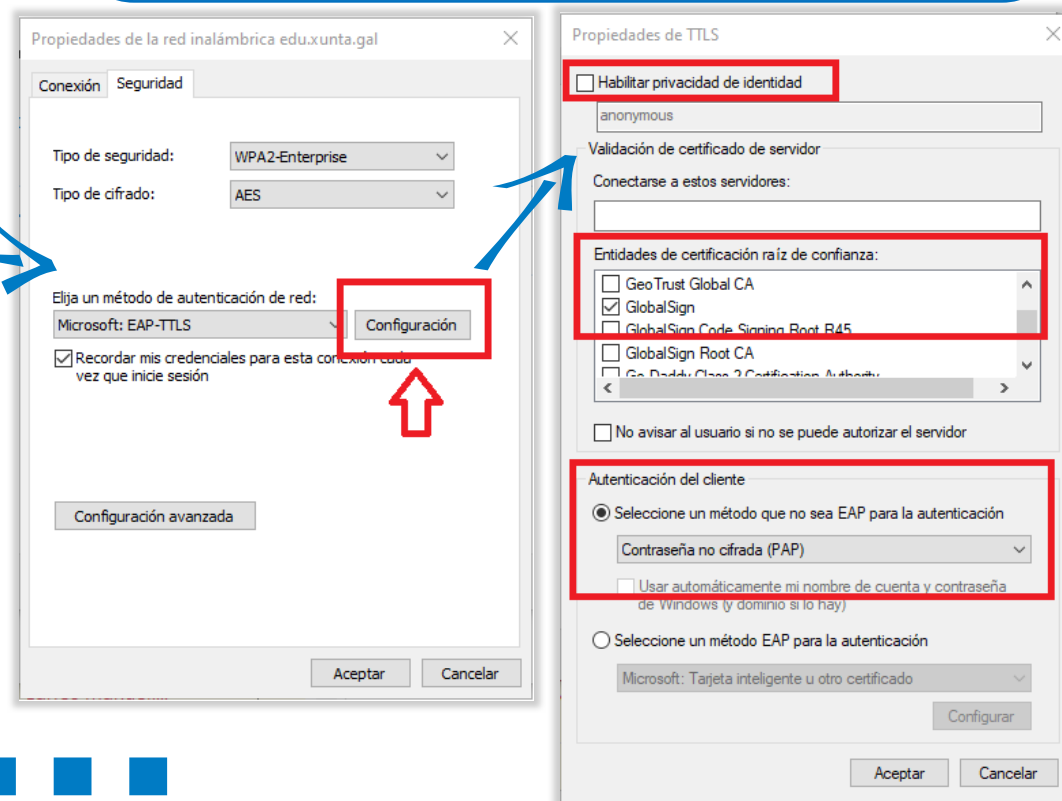 Propiedades de la red inalámbrica edu.xunta.gal
Conexión
Seguridad
Tipo de seguridad:
WPA2-Enterprise
Tipo de cifrado:
AES
Elija un método de autenticación de red:
Microsoft: EAP-TTLS
Configuración
Recordar mis credenciales para esta conexión cada
vez que inicie sesión
Configuración avanzada
Aceptar
Cancelar
Propiedades de TTLS
Habilitar privacidad de identidad
anonymous
Validación de certificado de servidor
Conectarse a estos servidores:
Entidades de certificación raíz de confianza:
GeoTrust Global CA
GlobalSign
GlobalSign Code Signing Root R45
GlobalSign Root CA
Go Daddy Class 2 Certification Authority
No avisar al usuario si no se puede autorizar el servidor
Autenticación del cliente
Seleccione un método que no sea EAP para la autenticación
Contraseña no cifrada (PAP)
Usar automáticamente mi nombre de cuenta y contraseña
de Windows (y dominio si lo hay)
Seleccione un método EAP para la autenticación
Microsoft: Tarjeta inteligente u otro certificado
Configurar
Aceptar
Cancelar